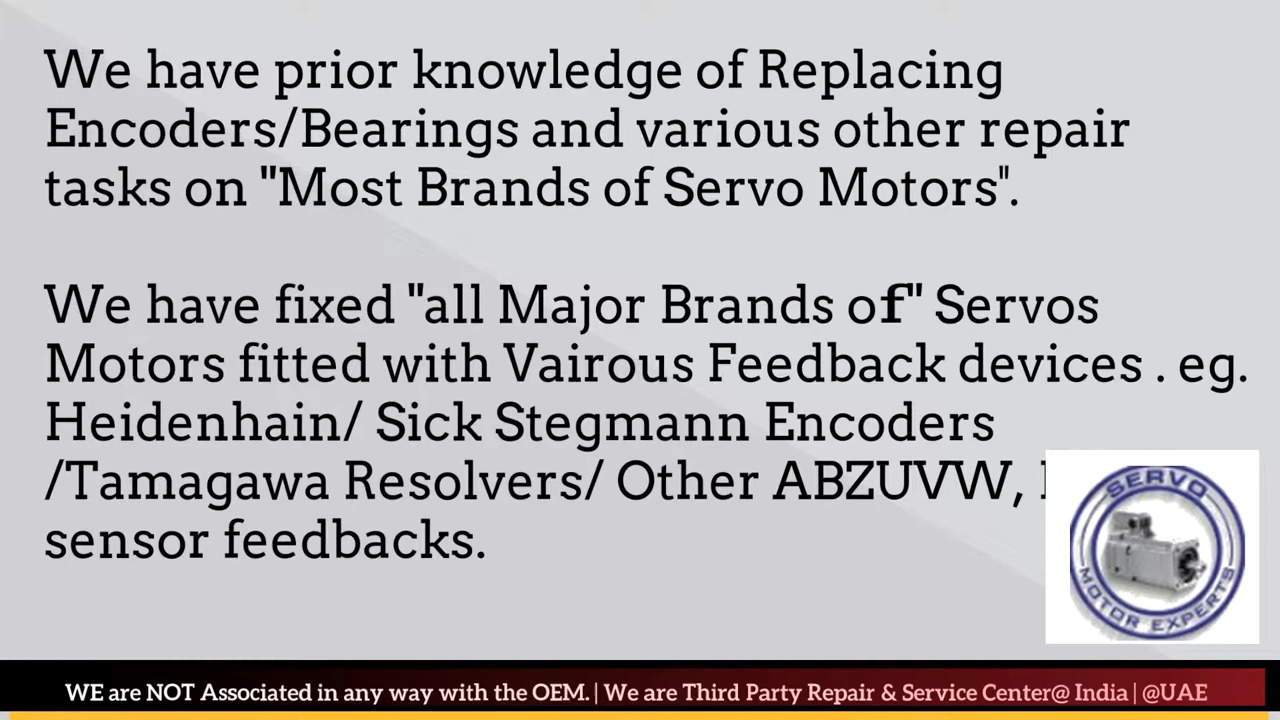 We have prior knowledge of Replacing
Encoders/Bearings and various other repair
tasks on "Most Brands of Servo Motors".
We have fixed "all Major Brands of" Servos
Motors fitted with Vairous Feedback devices . eg.
Heidenhain/ Sick Stegmann Encoders
/Tamagawa Resolvers/ Other ABZUVW,
sensor feedbacks.
SERVO
MOTOR EXPERTS
WE are NOT Associated in any way with the OEM. | We are Third Party Repair & Service Center@ India | @UAE